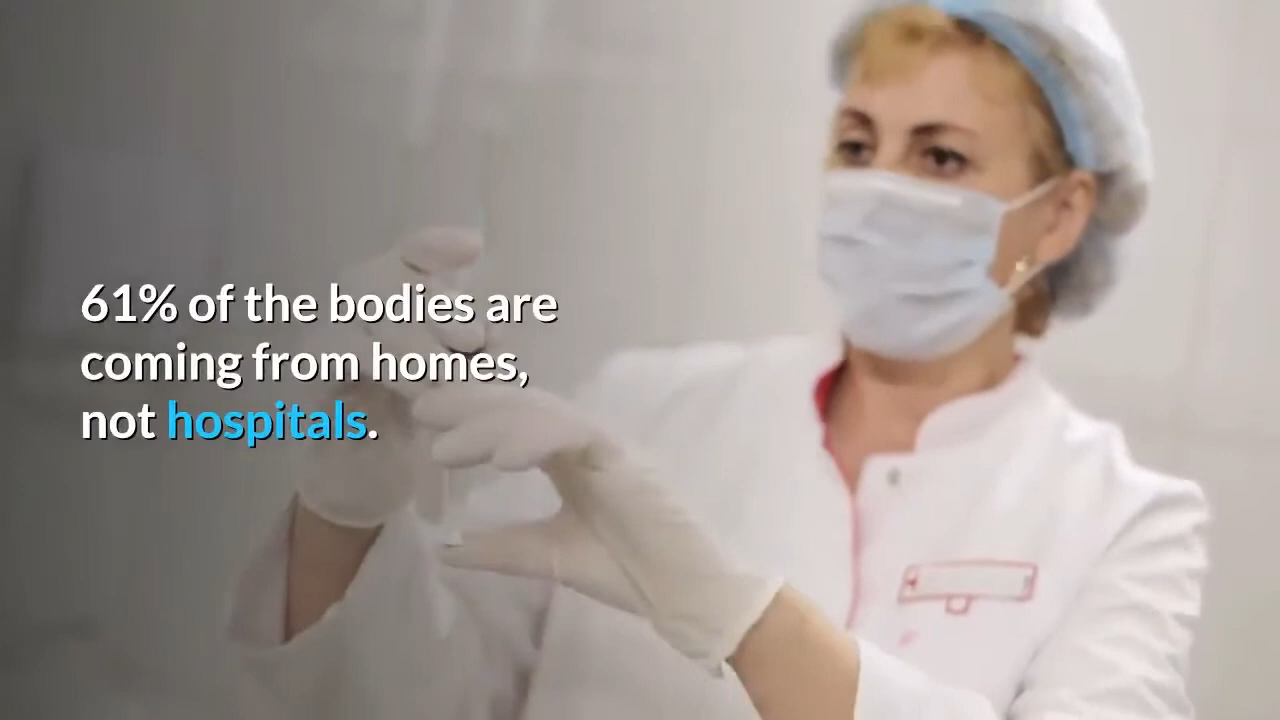 61% of the bodies are
coming from homes,
not hospitals.